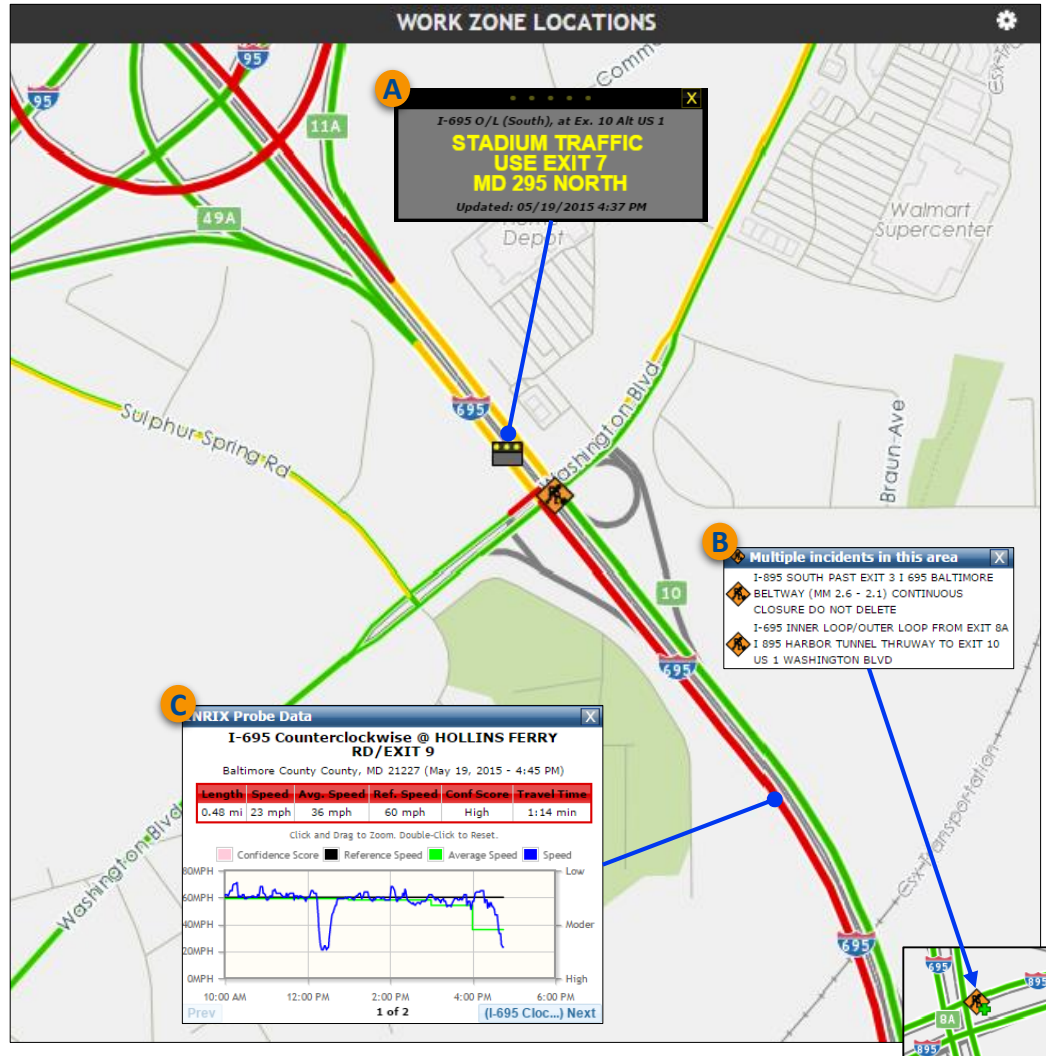 WORK ZONE LOCATIONS
95
95
11A
49A
A
X
I-695 O/L (South), at Ex. 10 Alt US 1
STADIUM TRAFFIC
USE EXIT 7
MD 295 NORTH
Updated: 05/19/2015 4:37 PM
Depot
Walmart
Supercenter
695
Washington Blvd
Sulphur Spring Rd
Braun-Ave
10
695
B
Multiple incidents in this area X
I-895 SOUTH PAST EXIT 3 I 695 BALTIMORE
BELTWAY (MM 2.6 - 2.1) CONTINUOUS
CLOSURE DO NOT DELETE
I-695 INNER LOOP/OUTER LOOP FROM EXIT 8A
I 895 HARBOR TUNNEL THRUWAY TO EXIT 10
US 1 WASHINGTON BLVD
C
NRIX Probe Data X
I-695 Counterclockwise @ HOLLINS FERRY
RD/EXIT 9
Baltimore County County, MD 21227 (May 19, 2015 - 4:45 PM)
Length Speed Avg. Speed Ref. Speed Conf Score Travel Time
0.48 mi 23 mph 36 mph 60 mph High 1:14 min
Click and Drag to Zoom. Double-Click to Reset.
Confidence Score Reference Speed Average Speed Speed
80MPH Low
60MPH
40MPH Moder
20MPH
0MPH High
10:00 AM 12:00 PM 2:00 PM 4:00 PM 6:00 PM
Prev 1 of 2 (I-695 Cloc...) Next
Washington Blvd
Csx-Transportation
695
695
895
8A
895